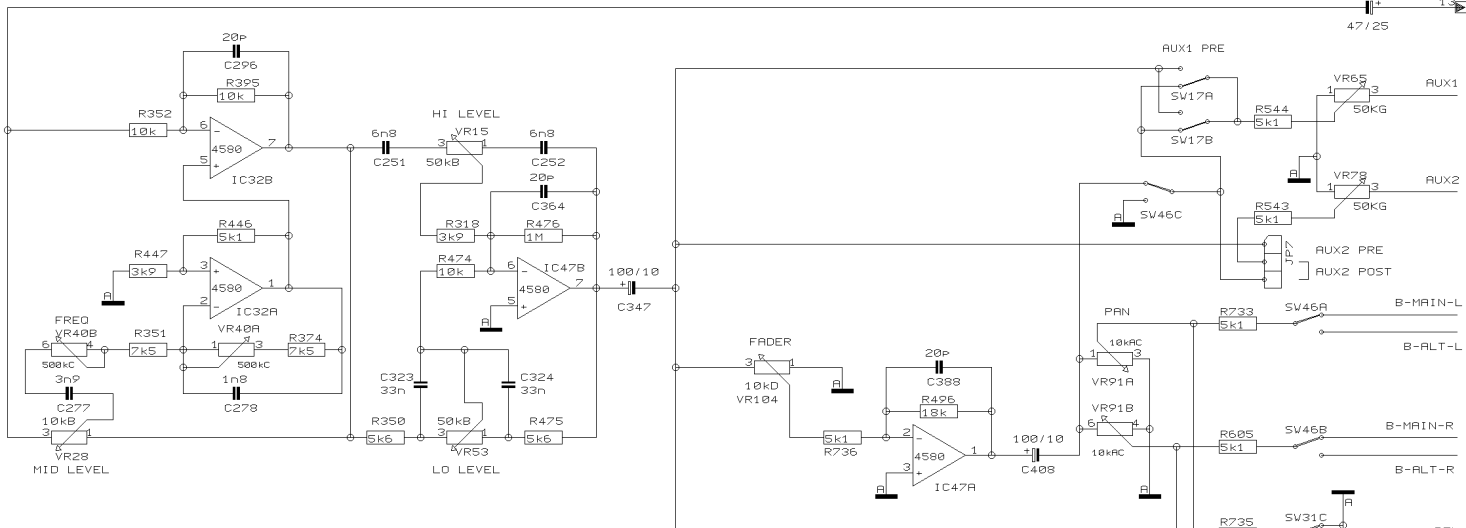 47/25
20p
C296
R395
10k
R352
10k
6
-
5
+
4580
7
IC32B
HI LEVEL
6n8
C251
3
VR15
1
50kB
6n8
C252
20p
C364
R318
3k9
R476
1M
R474
10k
R446
5k1
R447
3k9
A
3
+
2
-
4580
1
IC32A
6
-
5
+
4580
7
IC47B
A
100/10
+
C347
FREQ
VR40B
6
4
500kC
R351
7k5
VR40A
1
3
500kC
R374
7k5
3n9
C277
1n8
C278
10kB
3
1
VR28
MID LEVEL
C323
33n
C324
33n
R350
5k6
50kB
3
1
VR53
LO LEVEL
R475
5k6
AUX1 PRE
SW17A
SW17B
R544
5k1
VR65
1
3
50KG
AUX1
A
VR78
1
3
50KG
AUX2
R543
5k1
SW46C
A
JP7
AUX2 PRE
AUX2 POST
FADER
3
1
10kD
VR104
A
5k1
R736
20p
C388
R496
18k
2
-
3
+
4580
1
IC47A
A
100/10
+
C408
PAN
10kAC
1
3
VR91A
VR91B
6
4
10kAC
A
R733
5k1
SW46A
B-MAIN-L
B-ALT-L
R605
5k1
SW46B
B-MAIN-R
B-ALT-R
R735
SW31C
A